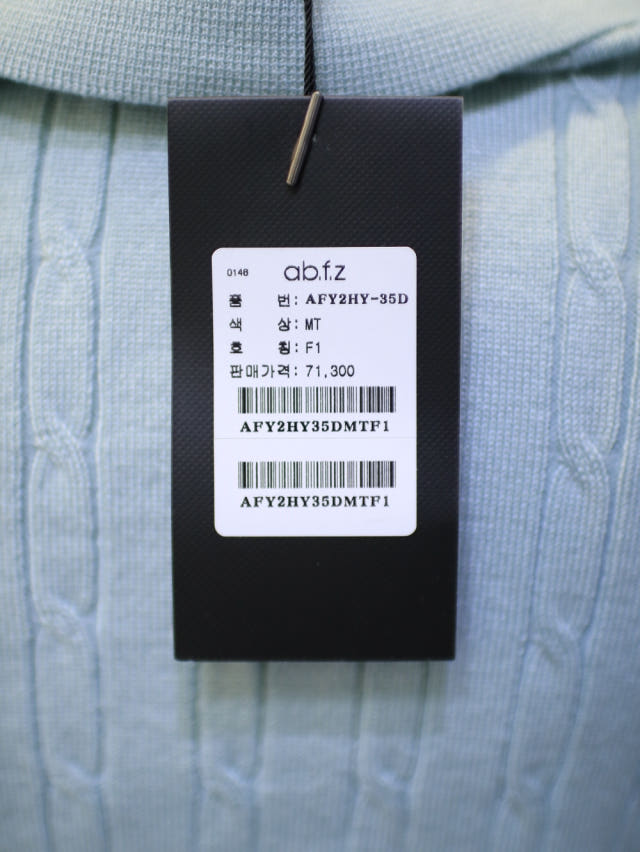 0148 ab.f.z
품 번: AFY2HY-35D
색 상: MT
호 칭: F1
판매가격: 71,300
AFY2HY35DMTF1
AFY2HY35DMTF1